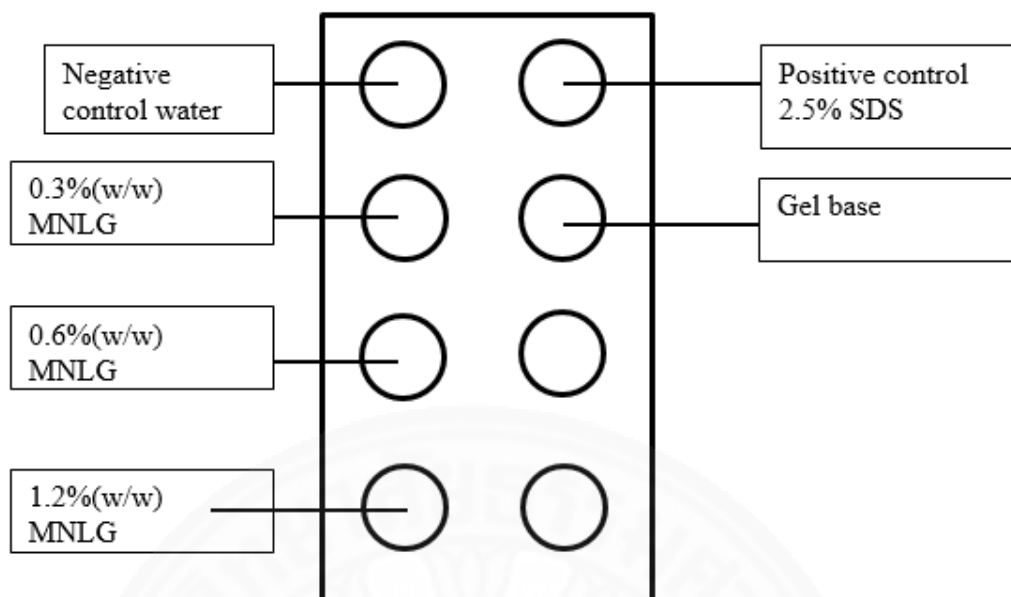 Negative
control water
Positive control
2.5% SDS
0.3%(w/w)
MNLG
Gel base
0.6%(w/w)
MNLG
1.2%(w/w)
MNLG